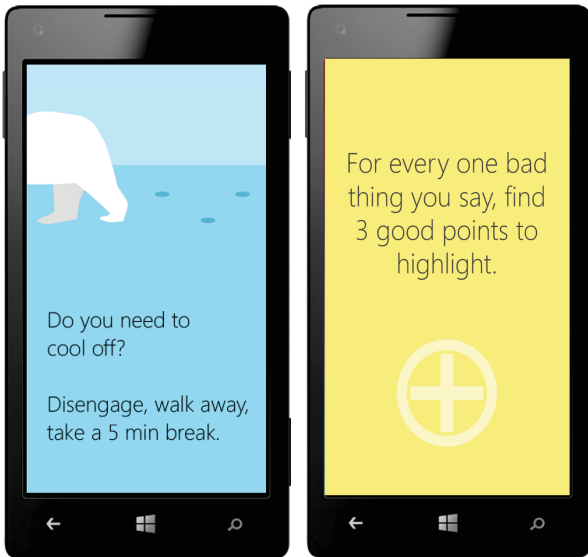 Do you need to
cool off?
Disengage, walk away,
take a 5 min break.
For every one bad
thing you say, find
3 good points to
highlight.